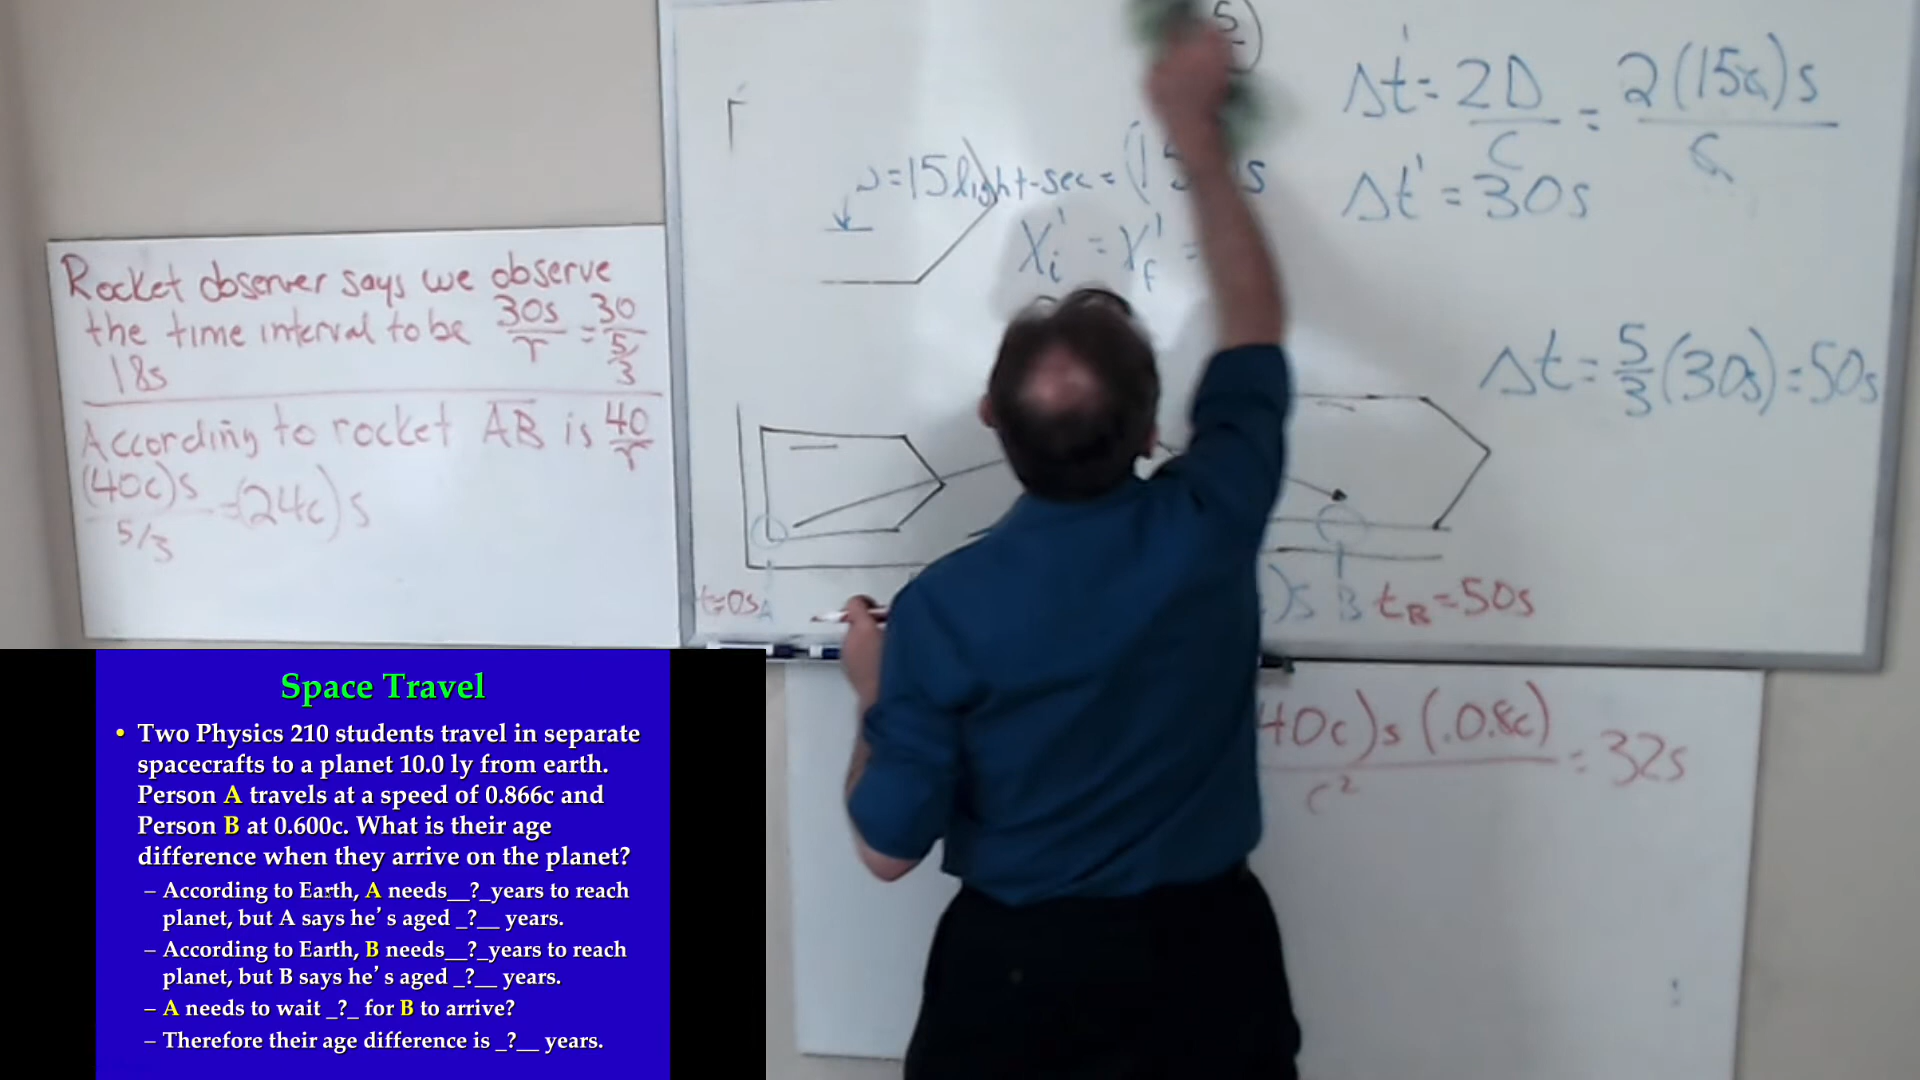 Rocket observer says we observe
the time interval to be 30s/γ = 30/(5/3)
18s
According to rocket AB is 40/γ
(40c)s/(5/3) = (24c)s
=15light-sec=
Xi' = Xf' =
Δt' = 2D/c = 2(15c)s/c
Δt' = 30s
Δt = 5/3(30s) = 50s
t=0s A
)s B tB=50s
40c)s(.0.8c)/c² = 32s
Space Travel
• Two Physics 210 students travel in separate
spacecrafts to a planet 10.0 ly from earth.
Person A travels at a speed of 0.866c and
Person B at 0.600c. What is their age
difference when they arrive on the planet?
– According to Earth, A needs__?_years to reach
planet, but A says he's aged _?__ years.
– According to Earth, B needs__?_years to reach
planet, but B says he's aged _?__ years.
– A needs to wait _?_ for B to arrive?
– Therefore their age difference is _?__ years.